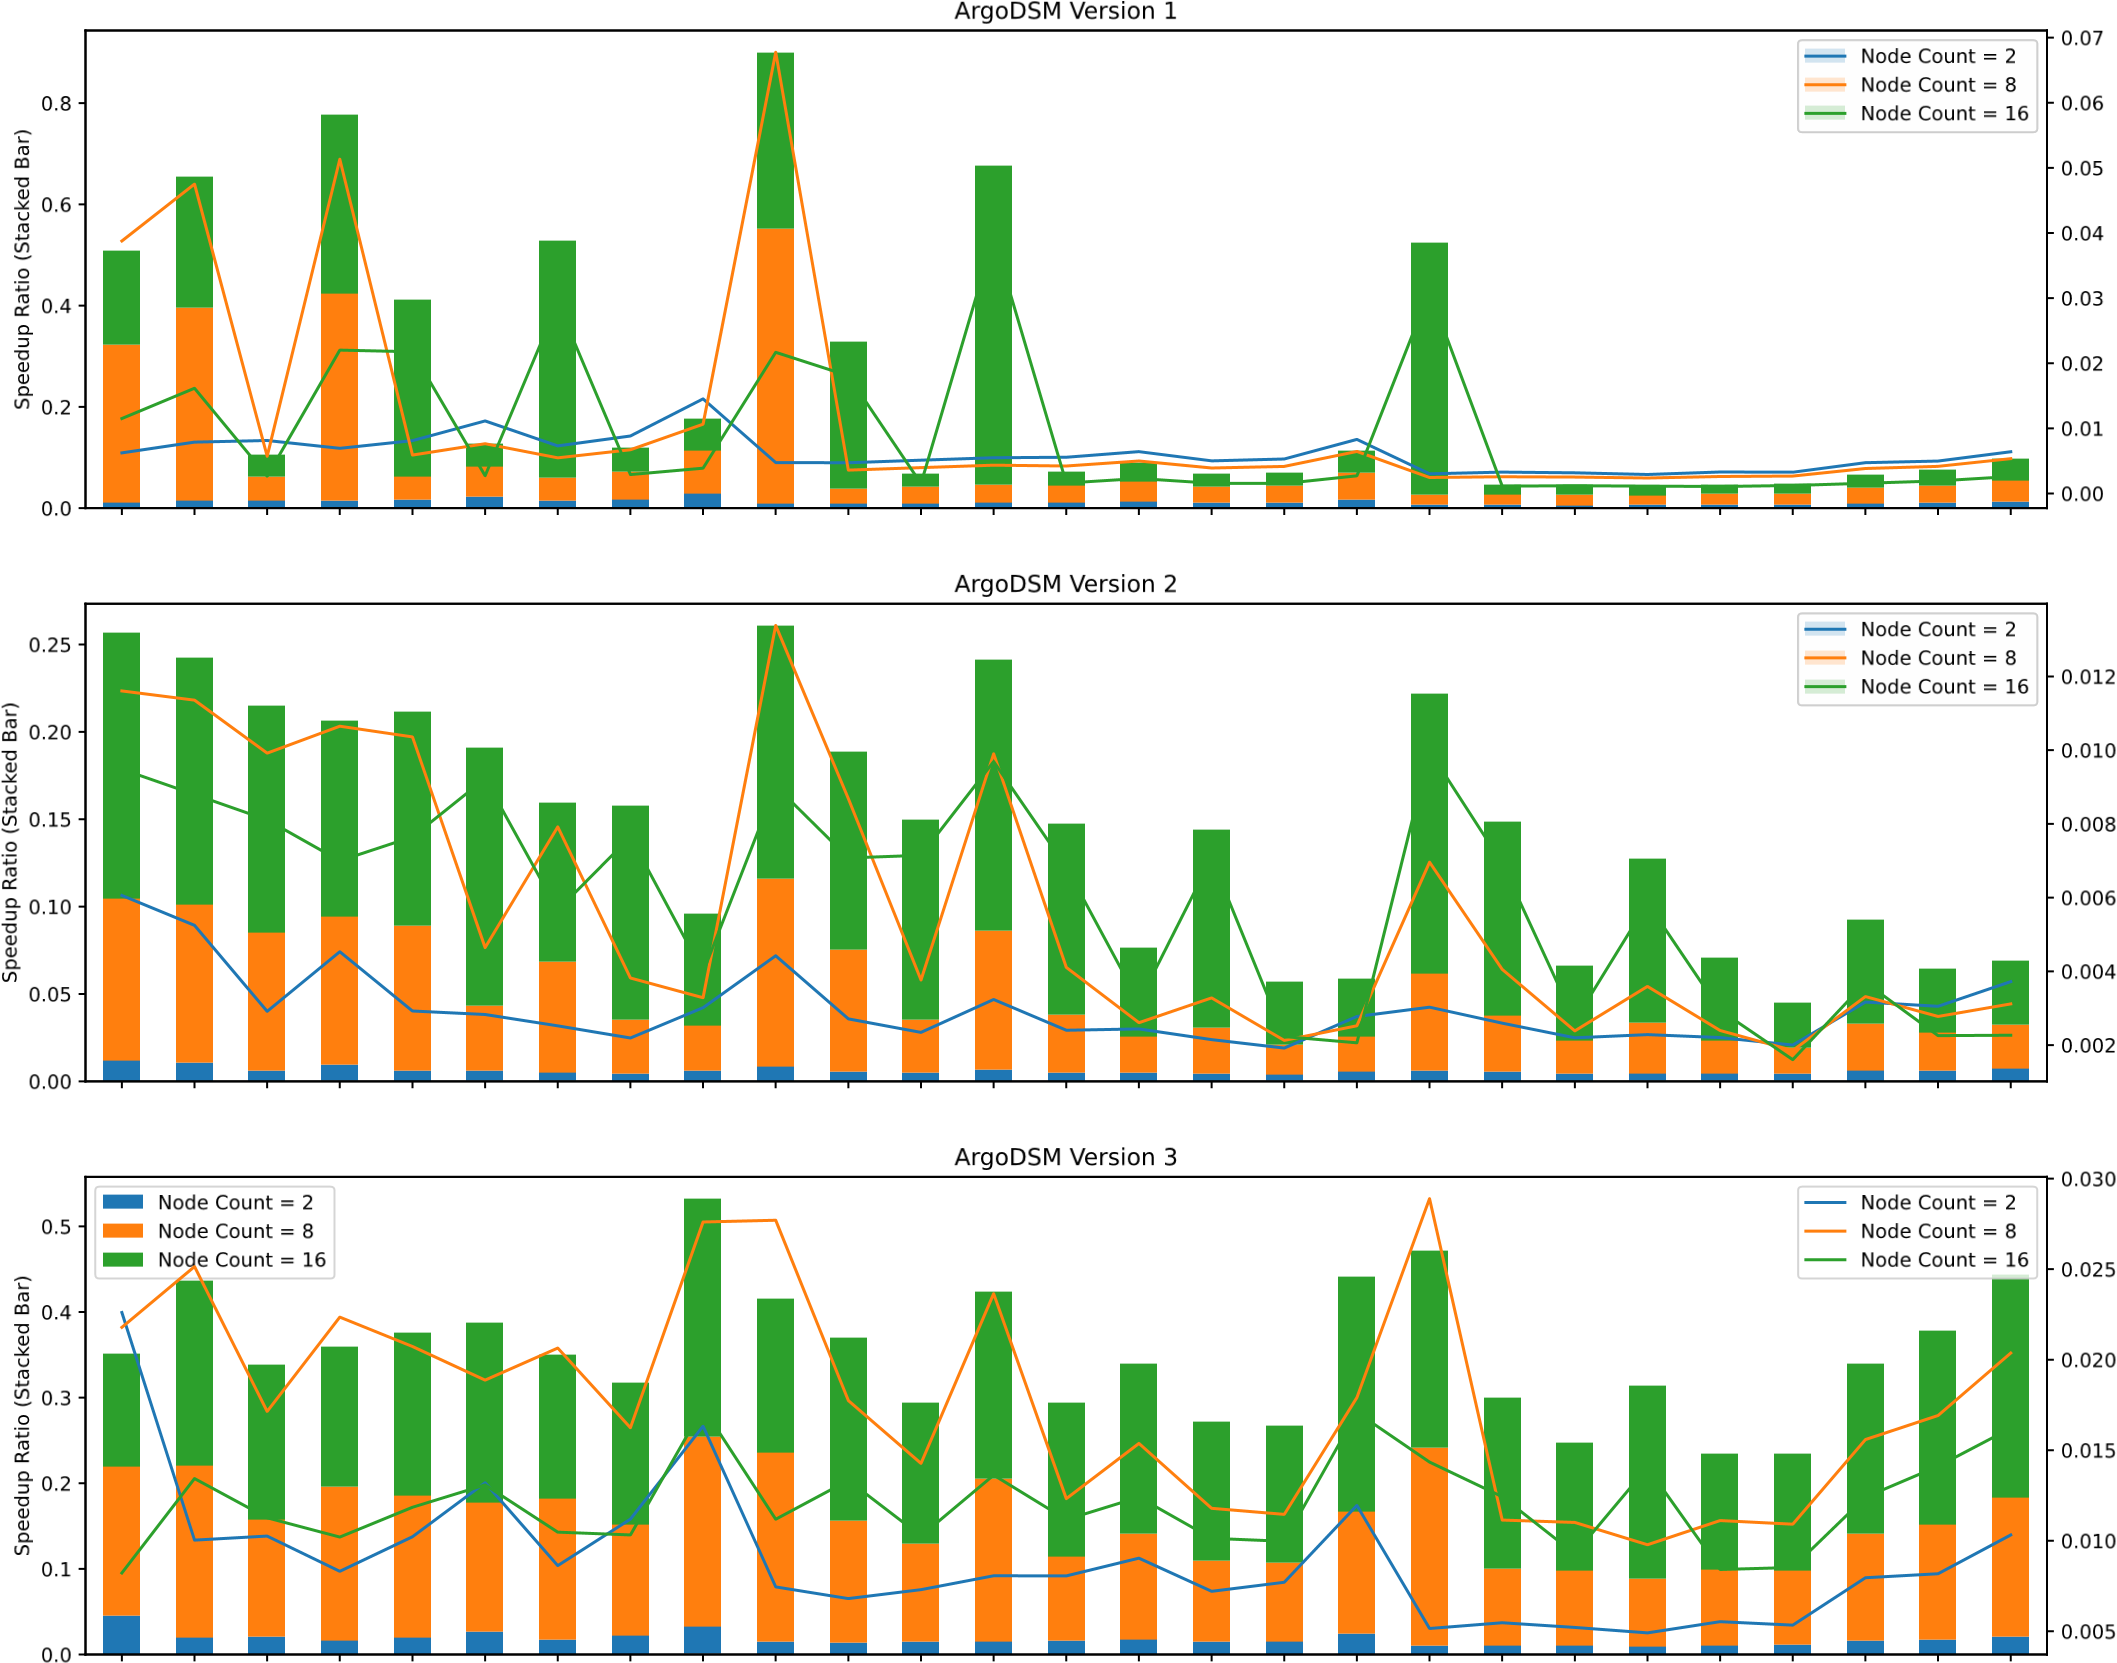 ArgoDSM Version 1
Speedup Ratio (Stacked Bar)
0.8
0.6
0.4
0.2
0.0
Node Count = 2
Node Count = 8
Node Count = 16
0.07
0.06
0.05
0.04
0.03
0.02
0.01
0.00
ArgoDSM Version 2
Speedup Ratio (Stacked Bar)
0.25
0.20
0.15
0.10
0.05
0.00
Node Count = 2
Node Count = 8
Node Count = 16
0.012
0.010
0.008
0.006
0.004
0.002
ArgoDSM Version 3
Speedup Ratio (Stacked Bar)
0.5
0.4
0.3
0.2
0.1
0.0
Node Count = 2
Node Count = 8
Node Count = 16
Node Count = 2
Node Count = 8
Node Count = 16
0.030
0.025
0.020
0.015
0.010
0.005